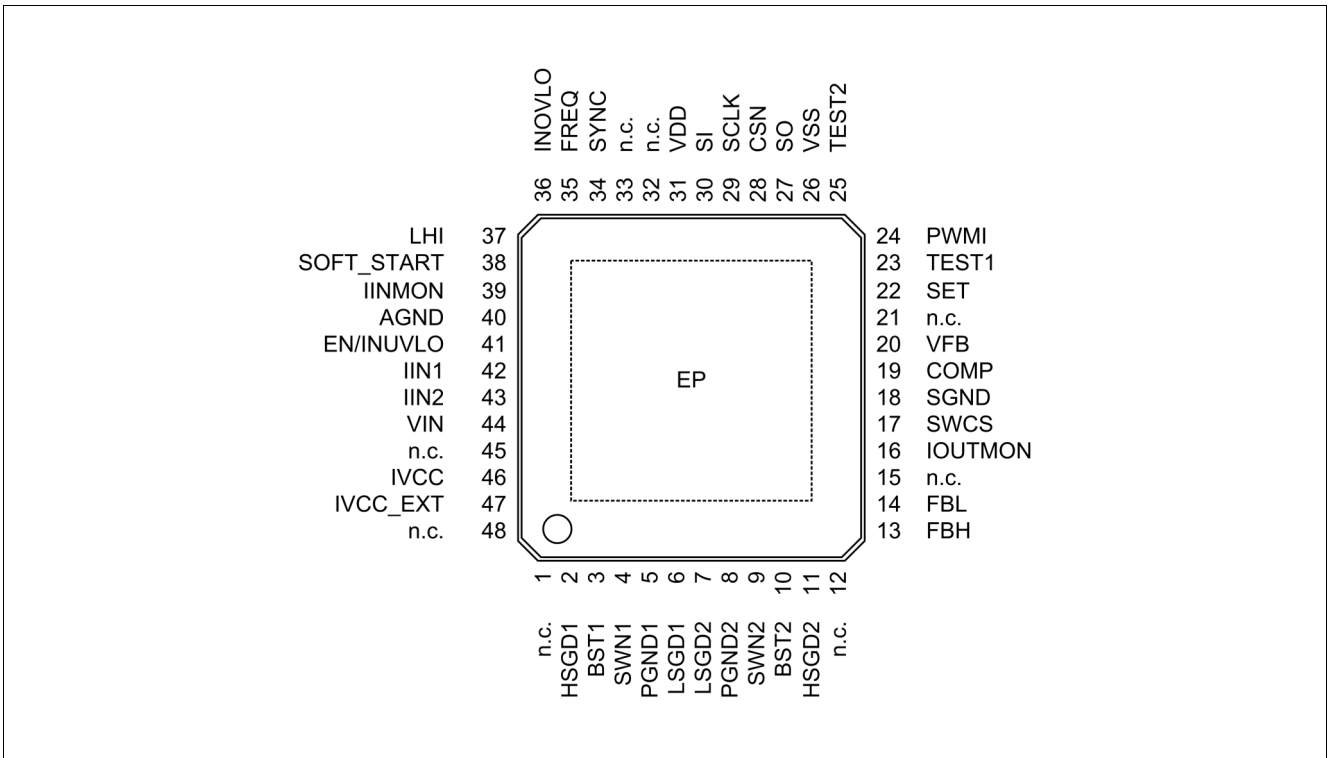 INOVLO FREQ SYNC n.c. n.c. VDD SI SCLK CSN SO VSS TEST2
36 35 34 33 32 31 30 29 28 27 26 25
LHI 37 24 PWMI
SOFT_START 38 23 TEST1
IINMON 39 22 SET
AGND 40 21 n.c.
EN/INUVLO 41 20 VFB
IIN1 42 19 COMP
EP
IIN2 43 18 SGND
VIN 44 17 SWCS
n.c. 45 16 IOUTMON
IVCC 46 15 n.c.
IVCC_EXT 47 14 FBL
n.c. 48 13 FBH
1 2 3 4 5 6 7 8 9 10 11 12
n.c. HSGD1 BST1 SWN1 PGND1 LSGD1 LSGD2 PGND2 SWN2 BST2 HSGD2 n.c.